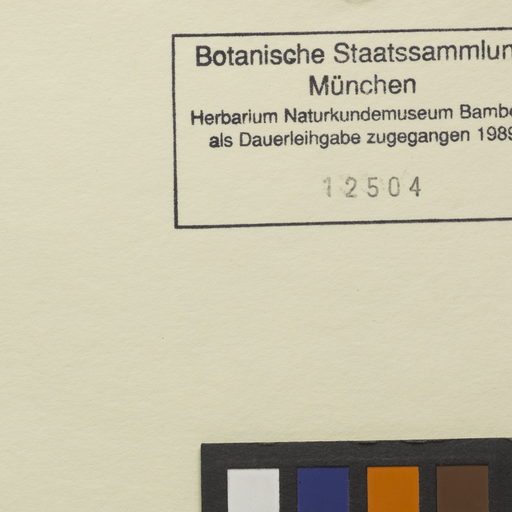 Botanische Staatssammlun
München
Herbarium Naturkundemuseum Bambe
als Dauerleihgabe zugegangen 1989
12504